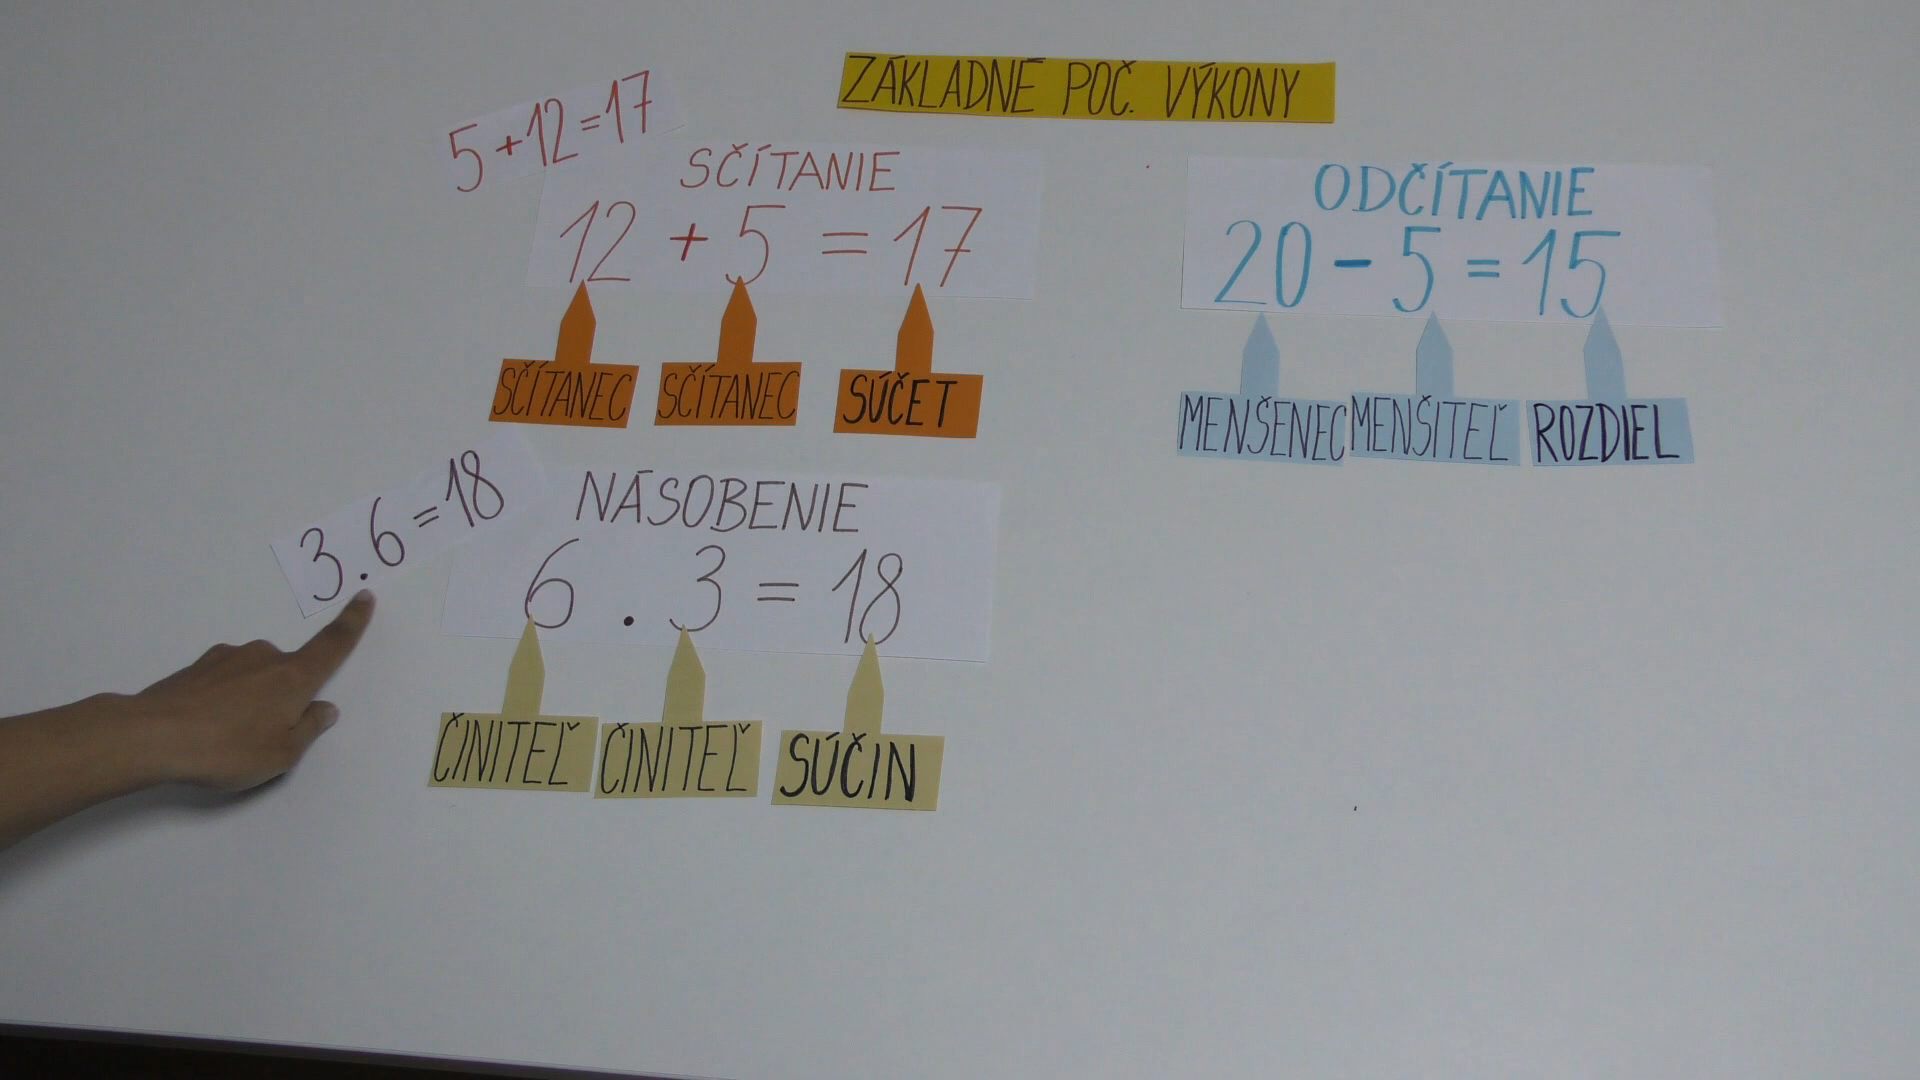 ZÁKLADNÉ POČ. VÝKONY
5+12=17
SČÍTANIE
12 + 5 = 17
SČÍTANEC SČÍTANEC SÚČET
ODČÍTANIE
20 - 5 = 15
MENŠENEC MENŠITEĽ ROZDIEL
3.6=18
NÁSOBENIE
6 . 3 = 18
ČINITEĽ ČINITEĽ SÚČIN